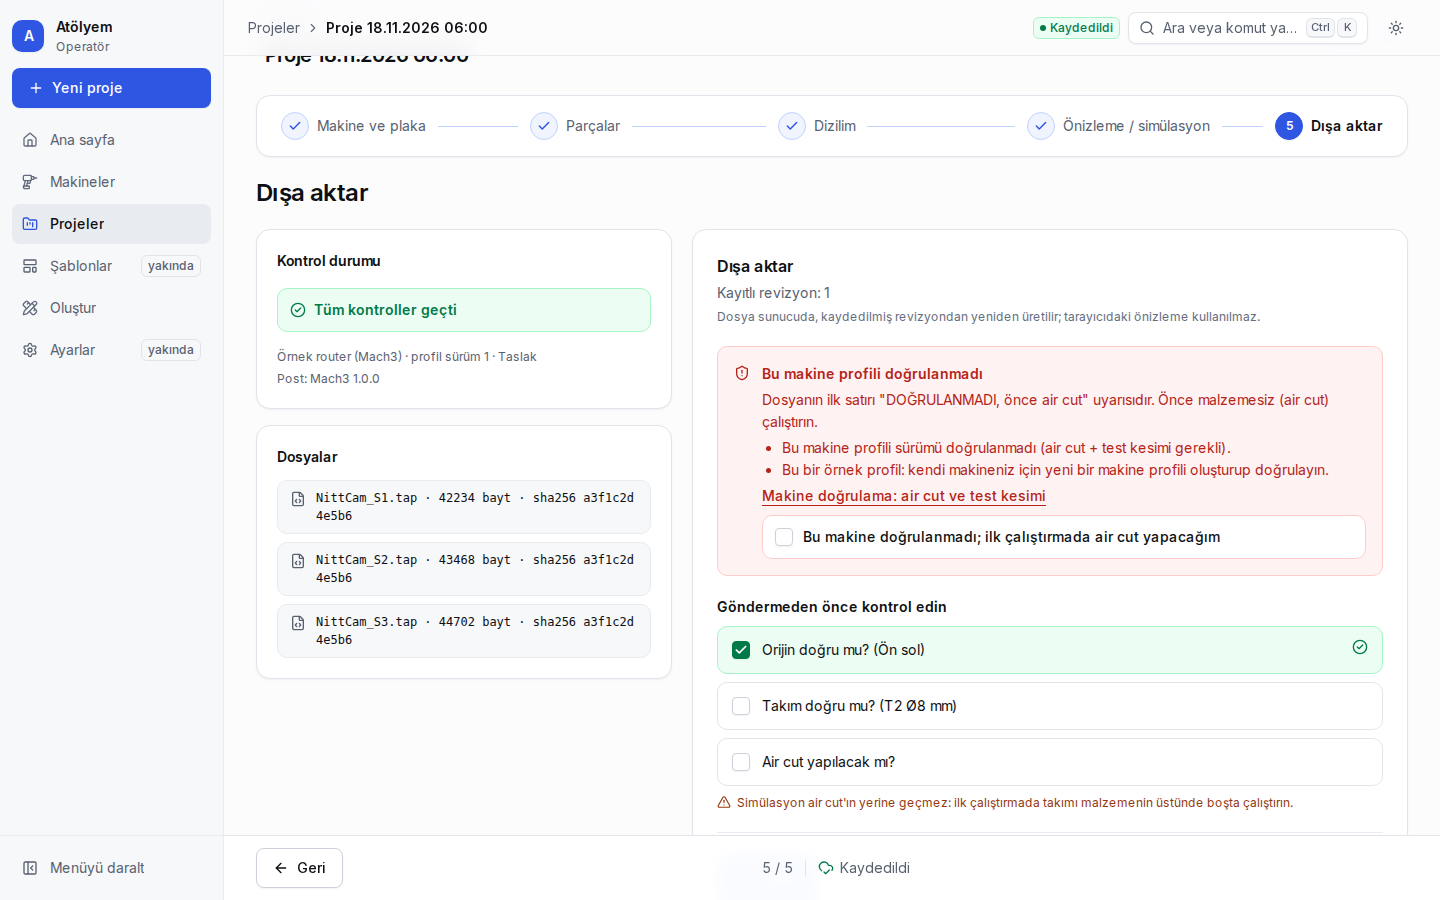 A
Atölyem
Operatör
Yeni proje
Ana sayfa
Makineler
Projeler
Şablonlar
yakında
Oluştur
Ayarlar
yakında
Menüyü daralt
Projeler
Proje 18.11.2026 06:00
Kaydedildi
Ara veya komut ya...
Ctrl
K
Proje 18.11.2026 06:00
Makine ve plaka
Parçalar
Dizilim
Önizleme / simülasyon
5
Dışa aktar
Dışa aktar
Kontrol durumu
Tüm kontroller geçti
Örnek router (Mach3) · profil sürüm 1 · Taslak
Post: Mach3 1.0.0
Dosyalar
NittCam_S1.tap · 42234 bayt · sha256 a3f1c2d
4e5b6
NittCam_S2.tap · 43468 bayt · sha256 a3f1c2d
4e5b6
NittCam_S3.tap · 44702 bayt · sha256 a3f1c2d
4e5b6
Dışa aktar
Kayıtlı revizyon: 1
Dosya sunucuda, kaydedilmiş revizyondan yeniden üretilir; tarayıcıdaki önizleme kullanılmaz.
Bu makine profili doğrulanmadı
Dosyanın ilk satırı "DOĞRULANMADI, önce air cut" uyarısıdır. Önce malzemesiz (air cut)
çalıştırın.
• Bu makine profili sürümü doğrulanmadı (air cut + test kesimi gerekli).
• Bu bir örnek profil: kendi makineniz için yeni bir makine profili oluşturup doğrulayın.
Makine doğrulama: air cut ve test kesimi
Bu makine doğrulanmadı; ilk çalıştırmada air cut yapacağım
Göndermeden önce kontrol edin
Orijin doğru mu? (Ön sol)
Takım doğru mu? (T2 Ø8 mm)
Air cut yapılacak mı?
Simülasyon air cut'ın yerine geçmez: ilk çalıştırmada takımı malzemenin üstünde boşta çalıştırın.
Geri
5 / 5
Kaydedildi